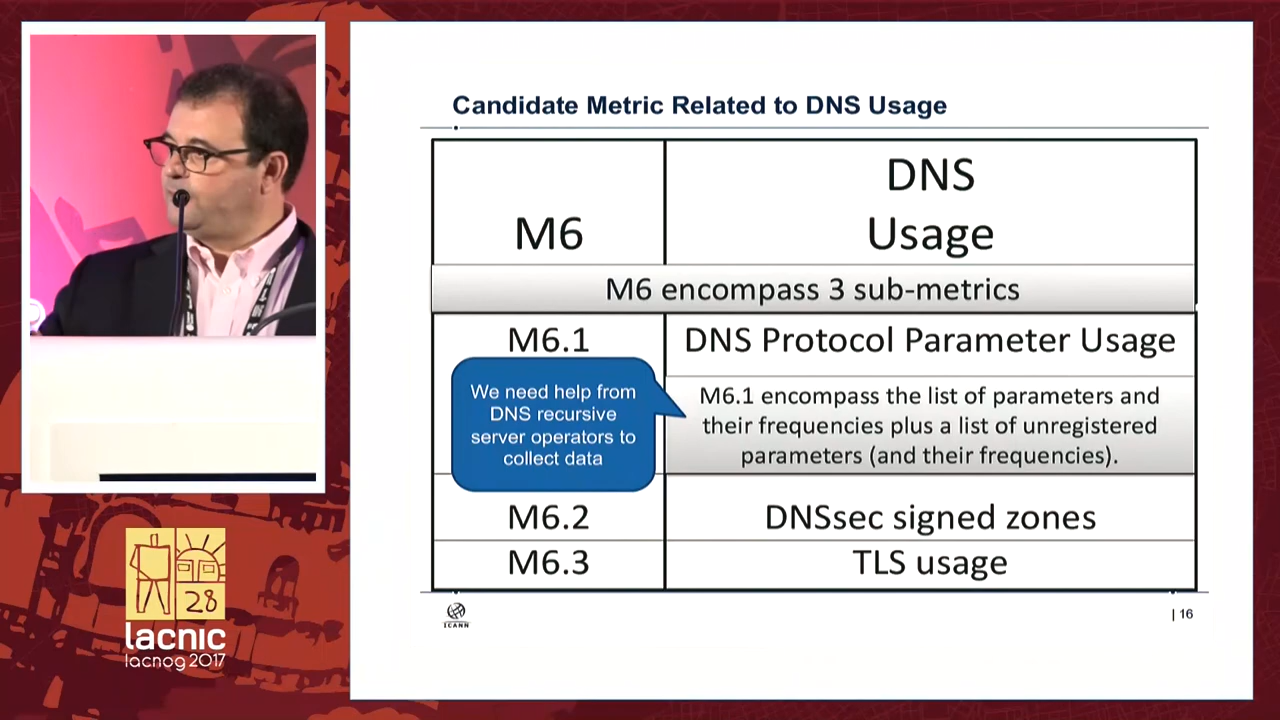 Candidate Metric Related to DNS Usage
M6
DNS
Usage
M6 encompass 3 sub-metrics
M6.1
DNS Protocol Parameter Usage
We need help from
DNS recursive
server operators to
collect data
M6.1 encompass the list of parameters and
their frequencies plus a list of unregistered
parameters (and their frequencies).
M6.2
DNSsec signed zones
M6.3
TLS usage
ICANN
| 16
28
lacnic
lacnog 2017